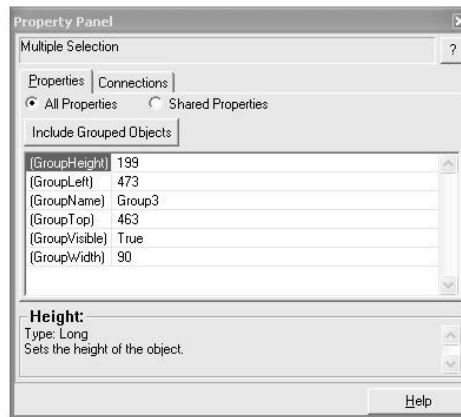 Property Panel
Multiple Selection
?
Properties Connections
All Properties Shared Properties
Include Grouped Objects
(GroupHeight) 199
(GroupLeft) 473
(GroupName) Group3
(GroupTop) 463
(GroupVisible) True
(GroupWidth) 90
Height:
Type: Long
Sets the height of the object.
Help